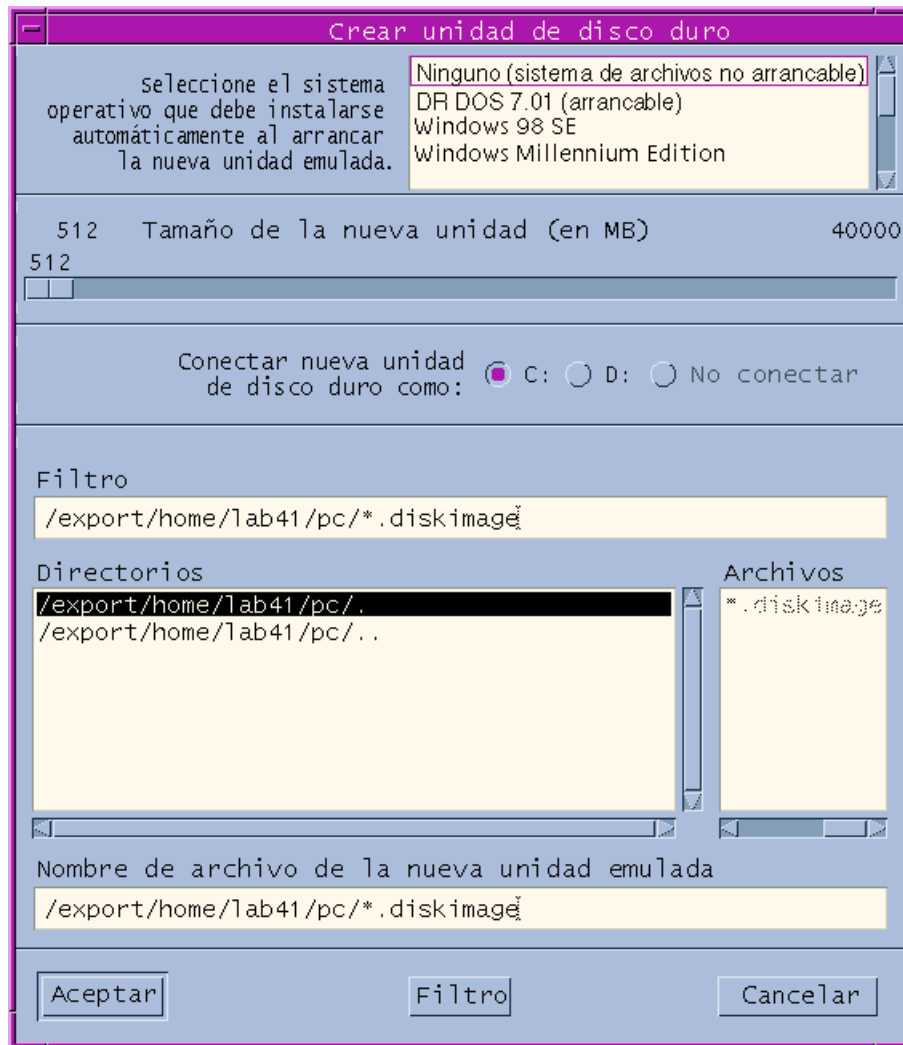 Crear unidad de disco duro
Seleccione el sistema
operativo que debe instalarse
automáticamente al arrancar
la nueva unidad emulada.
Ninguno (sistema de archivos no arrancable)
DR DOS 7.01 (arrancable)
Windows 98 SE
Windows Millennium Edition
512 Tamaño de la nueva unidad (en MB) 40000
512
Conectar nueva unidad
de disco duro como:
C: D: No conectar
Filtro
/export/home/lab41/pc/*.diskimage
Directorios
/export/home/lab41/pc/.
/export/home/lab41/pc/..
Archivos
*.diskimage
Nombre de archivo de la nueva unidad emulada
/export/home/lab41/pc/*.diskimage
Aceptar Filtro Cancelar